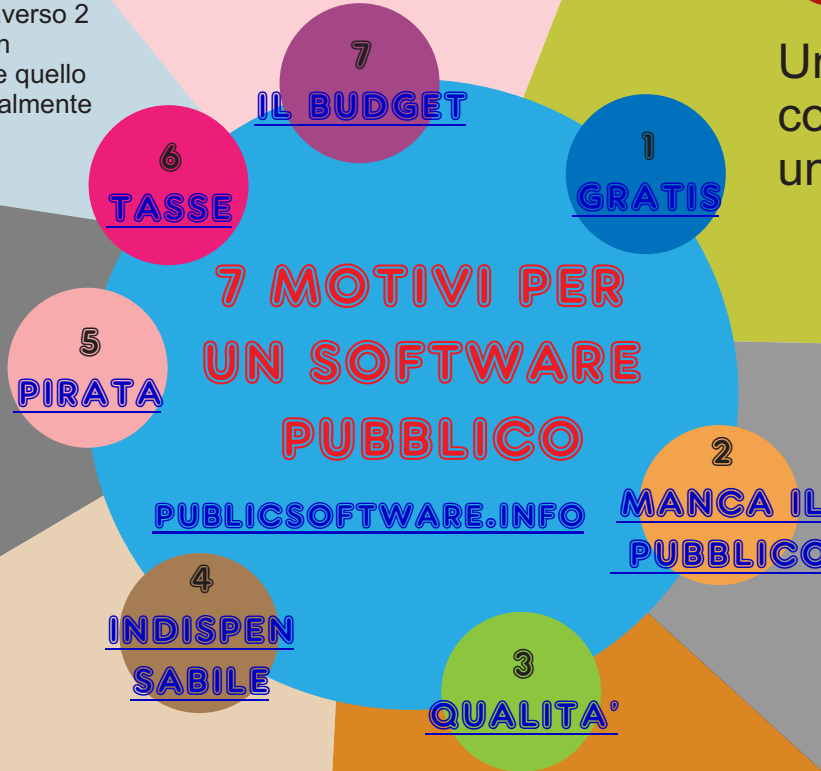 verso 2
e quello
almente
7
IL BUDGET
1
GRATIS
6
TASSE
7 MOTIVI PER
UN SOFTWARE
PUBBLICO
5
PIRATA
2
MANCA IL
PUBBLICO
PUBLICSOFTWARE.INFO
4
INDISPEN
SABILE
3
QUALITA'